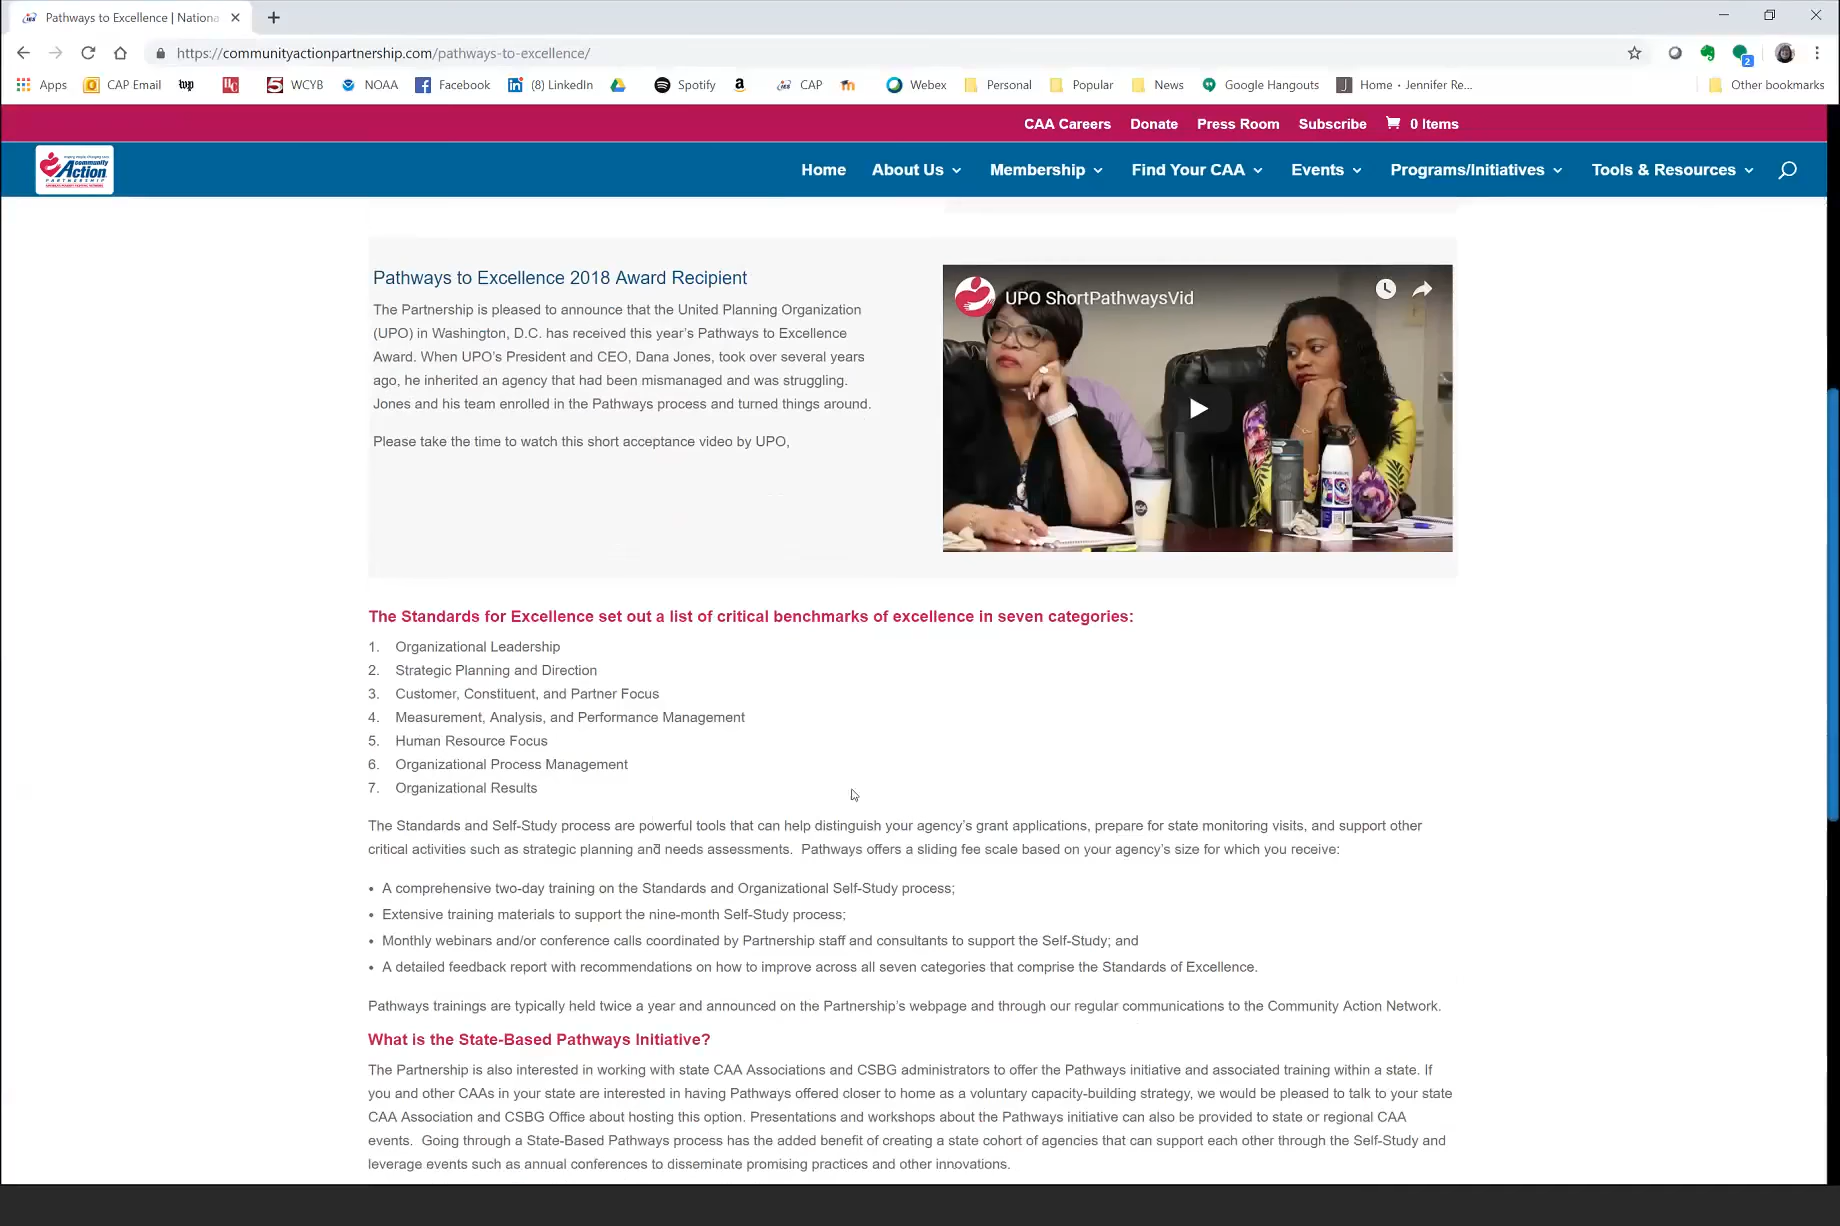 Pathways to Excellence | Nationa
https://communityactionpartnership.com/pathways-to-excellence/
2
Apps CAP Email wp WCYB NOAA Facebook (8) LinkedIn Spotify CAP Webex Personal Popular News Google Hangouts Home · Jennifer Re... Other bookmarks
CAA Careers Donate Press Room Subscribe 0 Items
community Action PARTNERSHIP
Home About Us Membership Find Your CAA Events Programs/Initiatives Tools & Resources
Pathways to Excellence 2018 Award Recipient
The Partnership is pleased to announce that the United Planning Organization
(UPO) in Washington, D.C. has received this year's Pathways to Excellence
Award. When UPO's President and CEO, Dana Jones, took over several years
ago, he inherited an agency that had been mismanaged and was struggling.
Jones and his team enrolled in the Pathways process and turned things around.
Please take the time to watch this short acceptance video by UPO,
UPO ShortPathwaysVid
The Standards for Excellence set out a list of critical benchmarks of excellence in seven categories:
1. Organizational Leadership
2. Strategic Planning and Direction
3. Customer, Constituent, and Partner Focus
4. Measurement, Analysis, and Performance Management
5. Human Resource Focus
6. Organizational Process Management
7. Organizational Results
The Standards and Self-Study process are powerful tools that can help distinguish your agency's grant applications, prepare for state monitoring visits, and support other
critical activities such as strategic planning and needs assessments. Pathways offers a sliding fee scale based on your agency's size for which you receive:
• A comprehensive two-day training on the Standards and Organizational Self-Study process;
• Extensive training materials to support the nine-month Self-Study process;
• Monthly webinars and/or conference calls coordinated by Partnership staff and consultants to support the Self-Study; and
• A detailed feedback report with recommendations on how to improve across all seven categories that comprise the Standards of Excellence.
Pathways trainings are typically held twice a year and announced on the Partnership's webpage and through our regular communications to the Community Action Network.
What is the State-Based Pathways Initiative?
The Partnership is also interested in working with state CAA Associations and CSBG administrators to offer the Pathways initiative and associated training within a state. If
you and other CAAs in your state are interested in having Pathways offered closer to home as a voluntary capacity-building strategy, we would be pleased to talk to your state
CAA Association and CSBG Office about hosting this option. Presentations and workshops about the Pathways initiative can also be provided to state or regional CAA
events. Going through a State-Based Pathways process has the added benefit of creating a state cohort of agencies that can support each other through the Self-Study and
leverage events such as annual conferences to disseminate promising practices and other innovations.